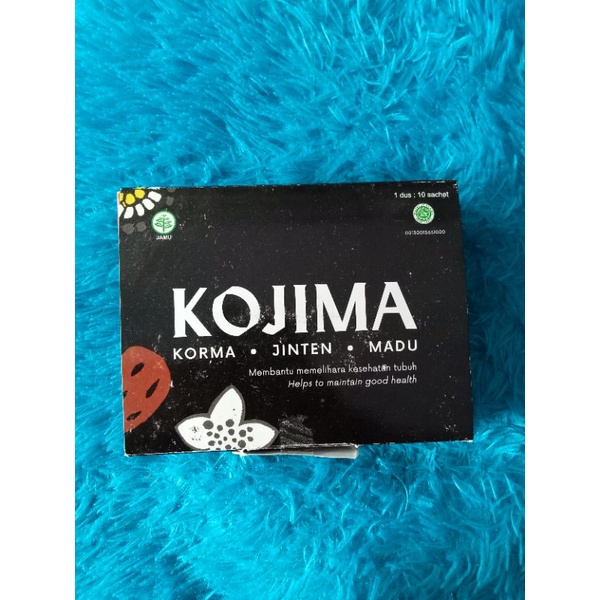 1 dus : 10 sachet
JAMU
KOJIMA
KORMA • JINTEN • MADU
Membantu memelihara kesehatan tubuh
Helps to maintain good health